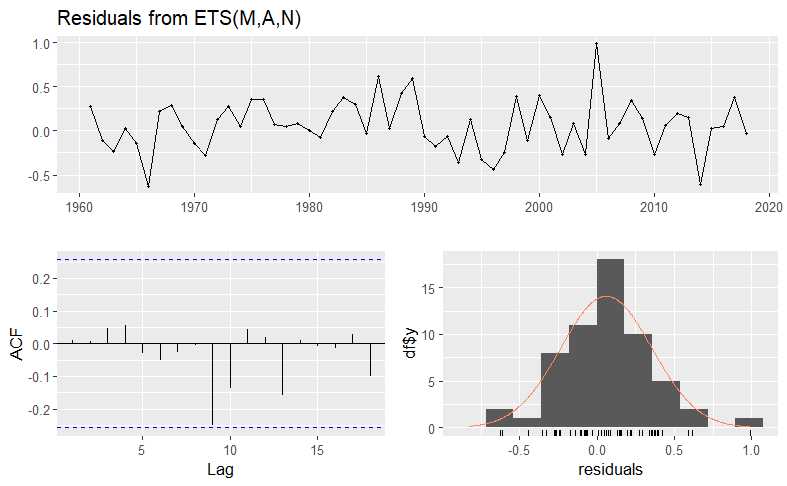 Residuals from ETS(M,A,N)
1.0
0.5
0.0
-0.5
1960 1970 1980 1990 2000 2010 2020
0.2
0.1
0.0
-0.1
-0.2
ACF
5 10 15
Lag
15
10
5
0
df$y
-0.5 0.0 0.5 1.0
residuals